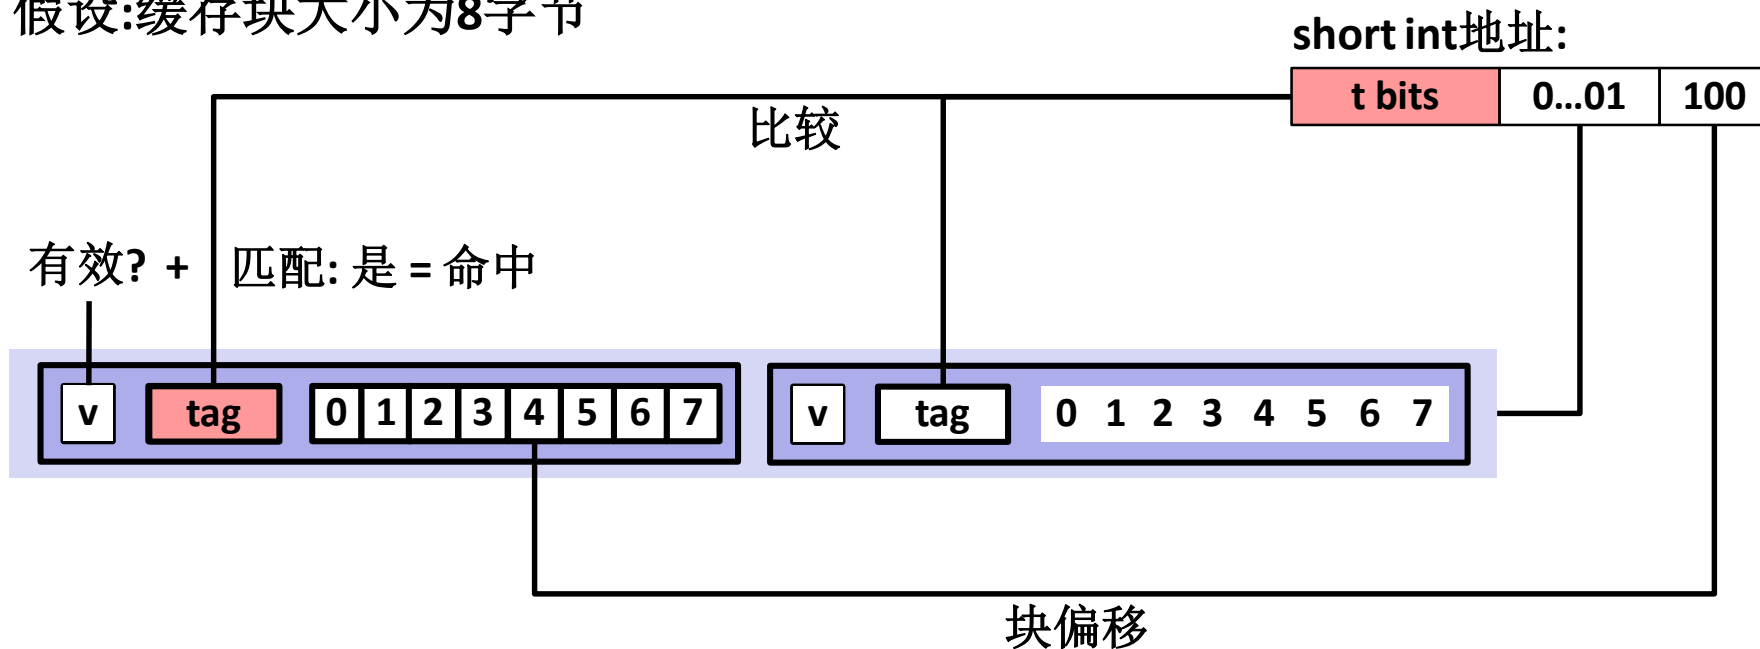 假设:缓存块大小为8字节
short int地址:
t bits 0...01 100
比较
有效? + 匹配: 是 = 命中
v tag 0 1 2 3 4 5 6 7 v tag 0 1 2 3 4 5 6 7
块偏移